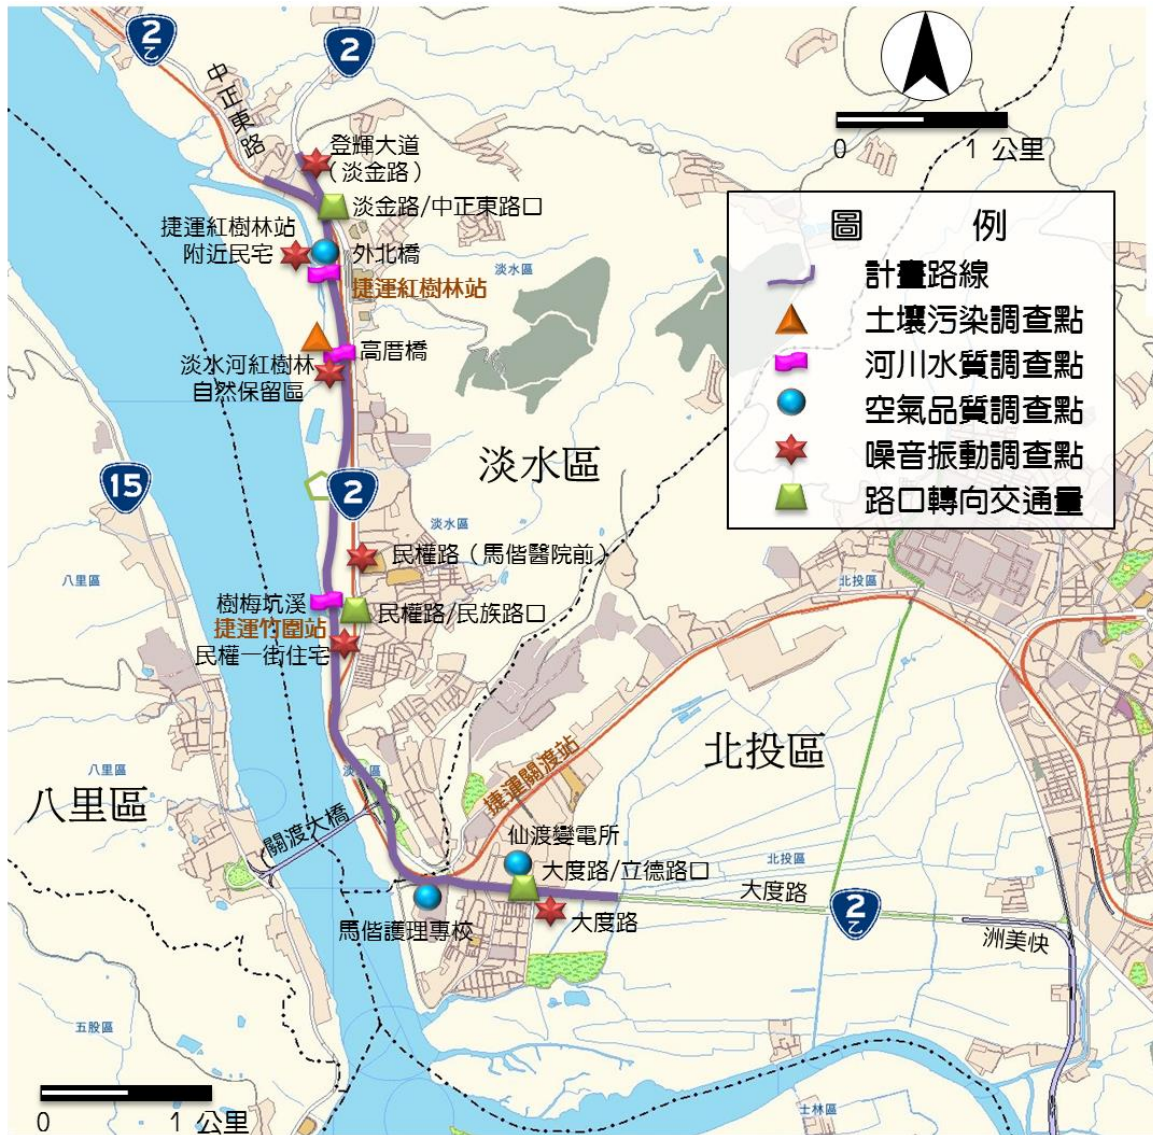 2
乙
2
中正東路
0 1 公里
登輝大道
（淡金路）
淡金路/中正東路口
捷運紅樹林站
附近民宅
外北橋
淡水區
捷運紅樹林站
高厝橋
淡水河紅樹林
自然保留區
圖 例
計畫路線
土壤污染調查點
河川水質調查點
空氣品質調查點
噪音振動調查點
路口轉向交通量
淡水區
15
2
淡水區
八里區
民權路（馬偕醫院前）
北投區
樹梅坑溪
捷運竹圍站
民權路/民族路口
民權一街住宅
北投區
捷運關渡站
八里區
八里區
關渡大橋
仙渡變電所
大度路/立德路口
北投區
大度路
2
乙
馬偕護理專校
大度路
洲美快
五股區
士林區
0 1 公里